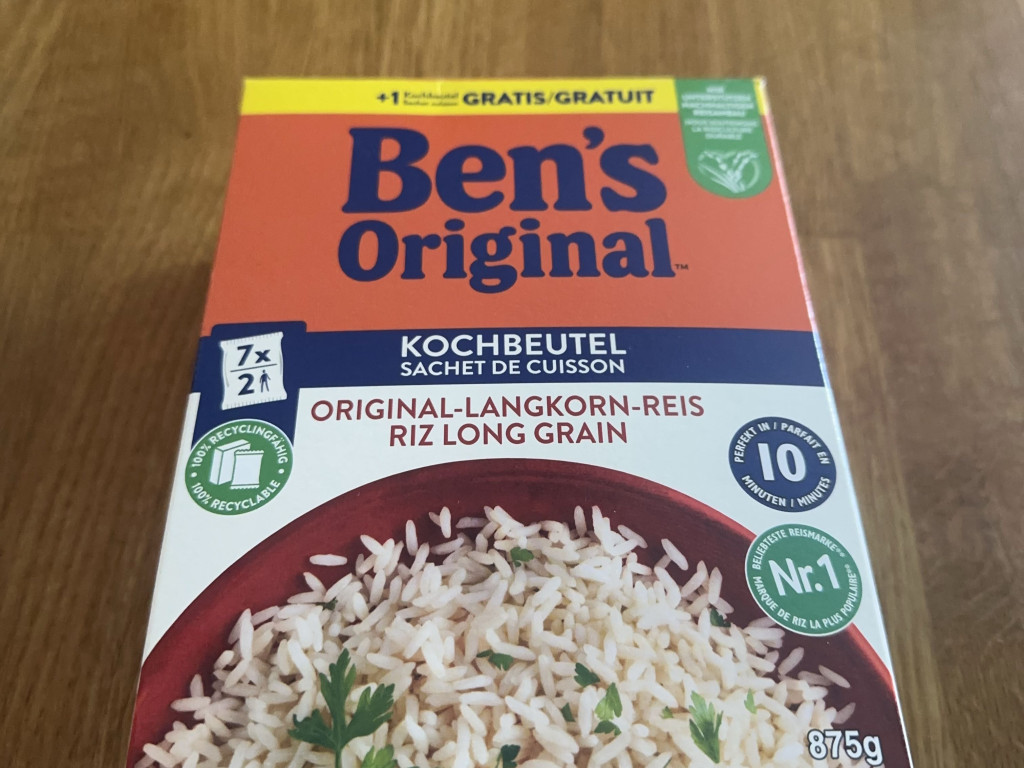 +1 Kochbeutel GRATIS/GRATUIT
Ben's
Original™
7x
2
KOCHBEUTEL
SACHET DE CUISSON
ORIGINAL-LANGKORN-REIS
RIZ LONG GRAIN
100% RECYCLINGFÄHIG
100% RECYCLABLE
PERFEKT IN / PARFAIT EN
10
MINUTEN / MINUTES
BELIEBTESTE REISMARKE°°
Nr.1
MARQUE DE RIZ LA PLUS POPULAIRE°°
875g